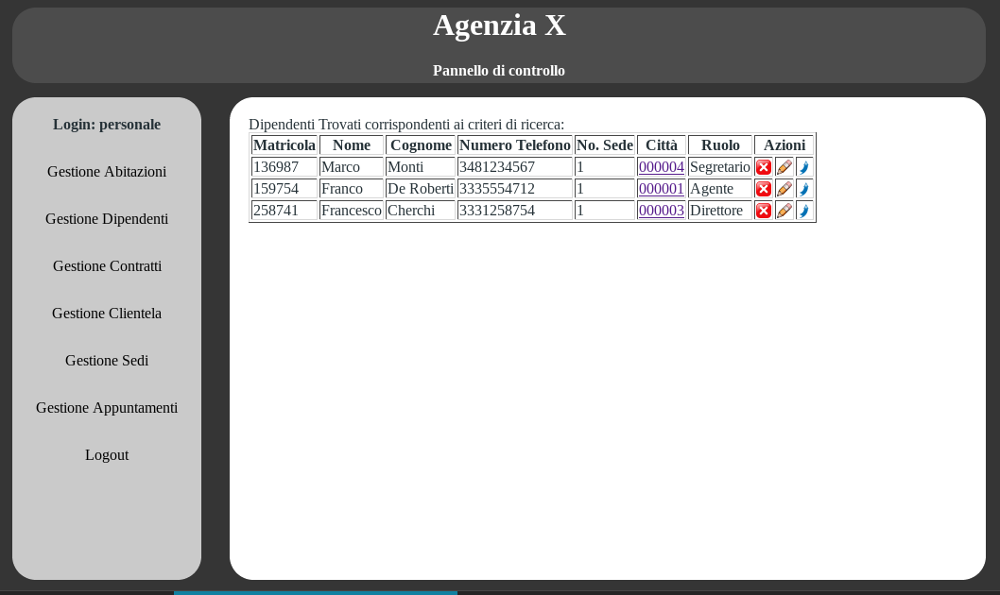 Agenzia X
Pannello di controllo
Login: personale
Gestione Abitazioni
Gestione Dipendenti
Gestione Contratti
Gestione Clientela
Gestione Sedi
Gestione Appuntamenti
Logout
Dipendenti Trovati corrispondenti ai criteri di ricerca:
Matricola Nome Cognome Numero Telefono No. Sede Città Ruolo Azioni
136987 Marco Monti 3481234567 1 000004 Segretario
159754 Franco De Roberti 3335554712 1 000001 Agente
258741 Francesco Cherchi 3331258754 1 000003 Direttore